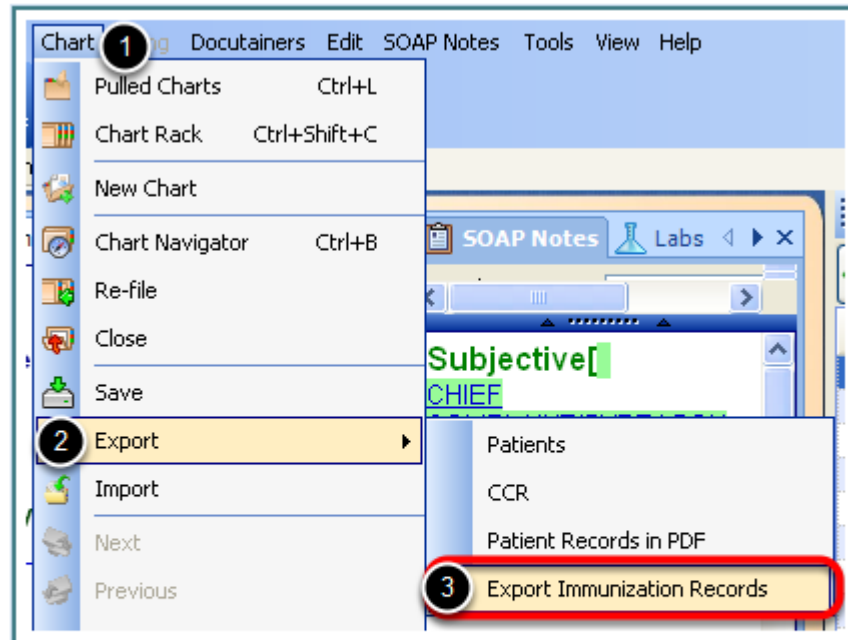 Chart 1 Docutainers Edit SOAP Notes Tools View Help
Pulled Charts Ctrl+L
Chart Rack Ctrl+Shift+C
New Chart
Chart Navigator Ctrl+B
SOAP Notes Labs
Re-file
Close
Subjective[
CHIEF
Save
2 Export
Patients
Import
CCR
Next
Patient Records in PDF
Previous
3 Export Immunization Records